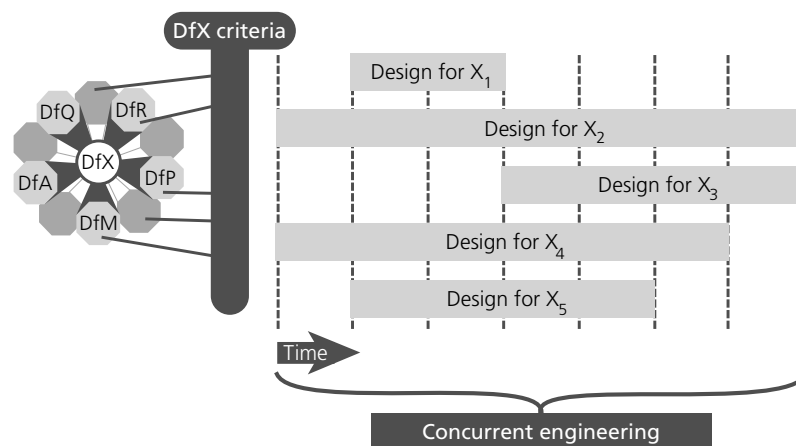 DfX criteria
DfQ
DfR
DfX
DfA
DfP
DfM
Design for X1
Design for X2
Design for X3
Design for X4
Design for X5
Time
Concurrent engineering